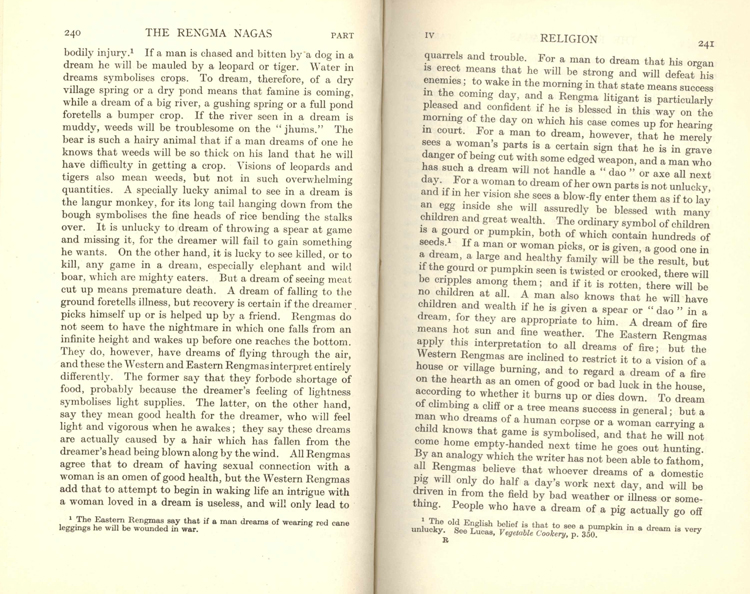 240 THE RENGMA NAGAS PART
bodily injury.¹ If a man is chased and bitten by a dog in a
dream he will be mauled by a leopard or tiger. Water in
dreams symbolises crops. To dream, therefore, of a dry
village spring or a dry pond means that famine is coming,
while a dream of a big river, a gushing spring or a full pond
foretells a bumper crop. If the river seen in a dream is
muddy, weeds will be troublesome on the "jhums." The
bear is such a hairy animal that if a man dreams of one he
knows that weeds will be so thick on his land that he will
have difficulty in getting a crop. Visions of leopards and
tigers also mean weeds, but not in such overwhelming
quantities. A specially lucky animal to see in a dream is
the langur monkey, for its long tail hanging down from the
bough symbolises the fine heads of rice bending the stalks
over. It is unlucky to dream of throwing a spear at game
and missing it, for the dreamer will fail to gain something
he wants. On the other hand, it is lucky to see killed, or to
kill, any game in a dream, especially elephant and wild
boar, which are mighty eaters. But a dream of seeing meat
cut up means premature death. A dream of falling to the
ground foretells illness, but recovery is certain if the dreamer
picks himself up or is helped up by a friend. Rengmas do
not seem to have the nightmare in which one falls from an
infinite height and wakes up before one reaches the bottom.
They do, however, have dreams of flying through the air,
and these the Western and Eastern Rengmas interpret entirely
differently. The former say that they forbode shortage of
food, probably because the dreamer's feeling of lightness
symbolises light supplies. The latter, on the other hand,
say they mean good health for the dreamer, who will feel
light and vigorous when he awakes; they say these dreams
are actually caused by a hair which has fallen from the
dreamer's head being blown along by the wind. All Rengmas
agree that to dream of having sexual connection with a
woman is an omen of good health, but the Western Rengmas
add that to attempt to begin in waking life an intrigue with
a woman loved in a dream is useless, and will only lead to
¹ The Eastern Rengmas say that if a man dreams of wearing red cane
leggings he will be wounded in war.
IV RELIGION 241
quarrels and trouble. For a man to dream that his organ
is erect means that he will be strong and will defeat his
enemies; to wake in the morning in that state means success
in the coming day, and a Rengma litigant is particularly
pleased and confident if he is blessed in this way on the
morning of the day on which his case comes up for hearing
in court. For a man to dream, however, that he merely
sees a woman's parts is a certain sign that he is in grave
danger of being cut with some edged weapon, and a man who
has such a dream will not handle a "dao" or axe all next
day. For a woman to dream of her own parts is not unlucky,
and if in her vision she sees a blow-fly enter them as if to lay
an egg inside she will assuredly be blessed with many
children and great wealth. The ordinary symbol of children
is a gourd or pumpkin, both of which contain hundreds of
seeds.¹ If a man or woman picks, or is given, a good one in
a dream, a large and healthy family will be the result, but
if the gourd or pumpkin seen is twisted or crooked, there will
be cripples among them; and if it is rotten, there will be
no children at all. A man also knows that he will have
children and wealth if he is given a spear or "dao" in a
dream, for they are appropriate to him. A dream of fire
means hot sun and fine weather. The Eastern Rengmas
apply this interpretation to all dreams of fire; but the
Western Rengmas are inclined to restrict it to a vision of a
house or village burning, and to regard a dream of a fire
on the hearth as an omen of good or bad luck in the house,
according to whether it burns up or dies down. To dream
of climbing a cliff or a tree means success in general; but a
man who dreams of a human corpse or a woman carrying a
child knows that game is symbolised, and that he will not
come home empty-handed next time he goes out hunting.
By an analogy which the writer has not been able to fathom,
all Rengmas believe that whoever dreams of a domestic
pig will only do half a day's work next day, and will be
driven in from the field by bad weather or illness or some-
thing. People who have a dream of a pig actually go off
¹ The old English belief is that to see a pumpkin in a dream is very
unlucky. See Lucas, Vegetable Cookery, p. 350.
R